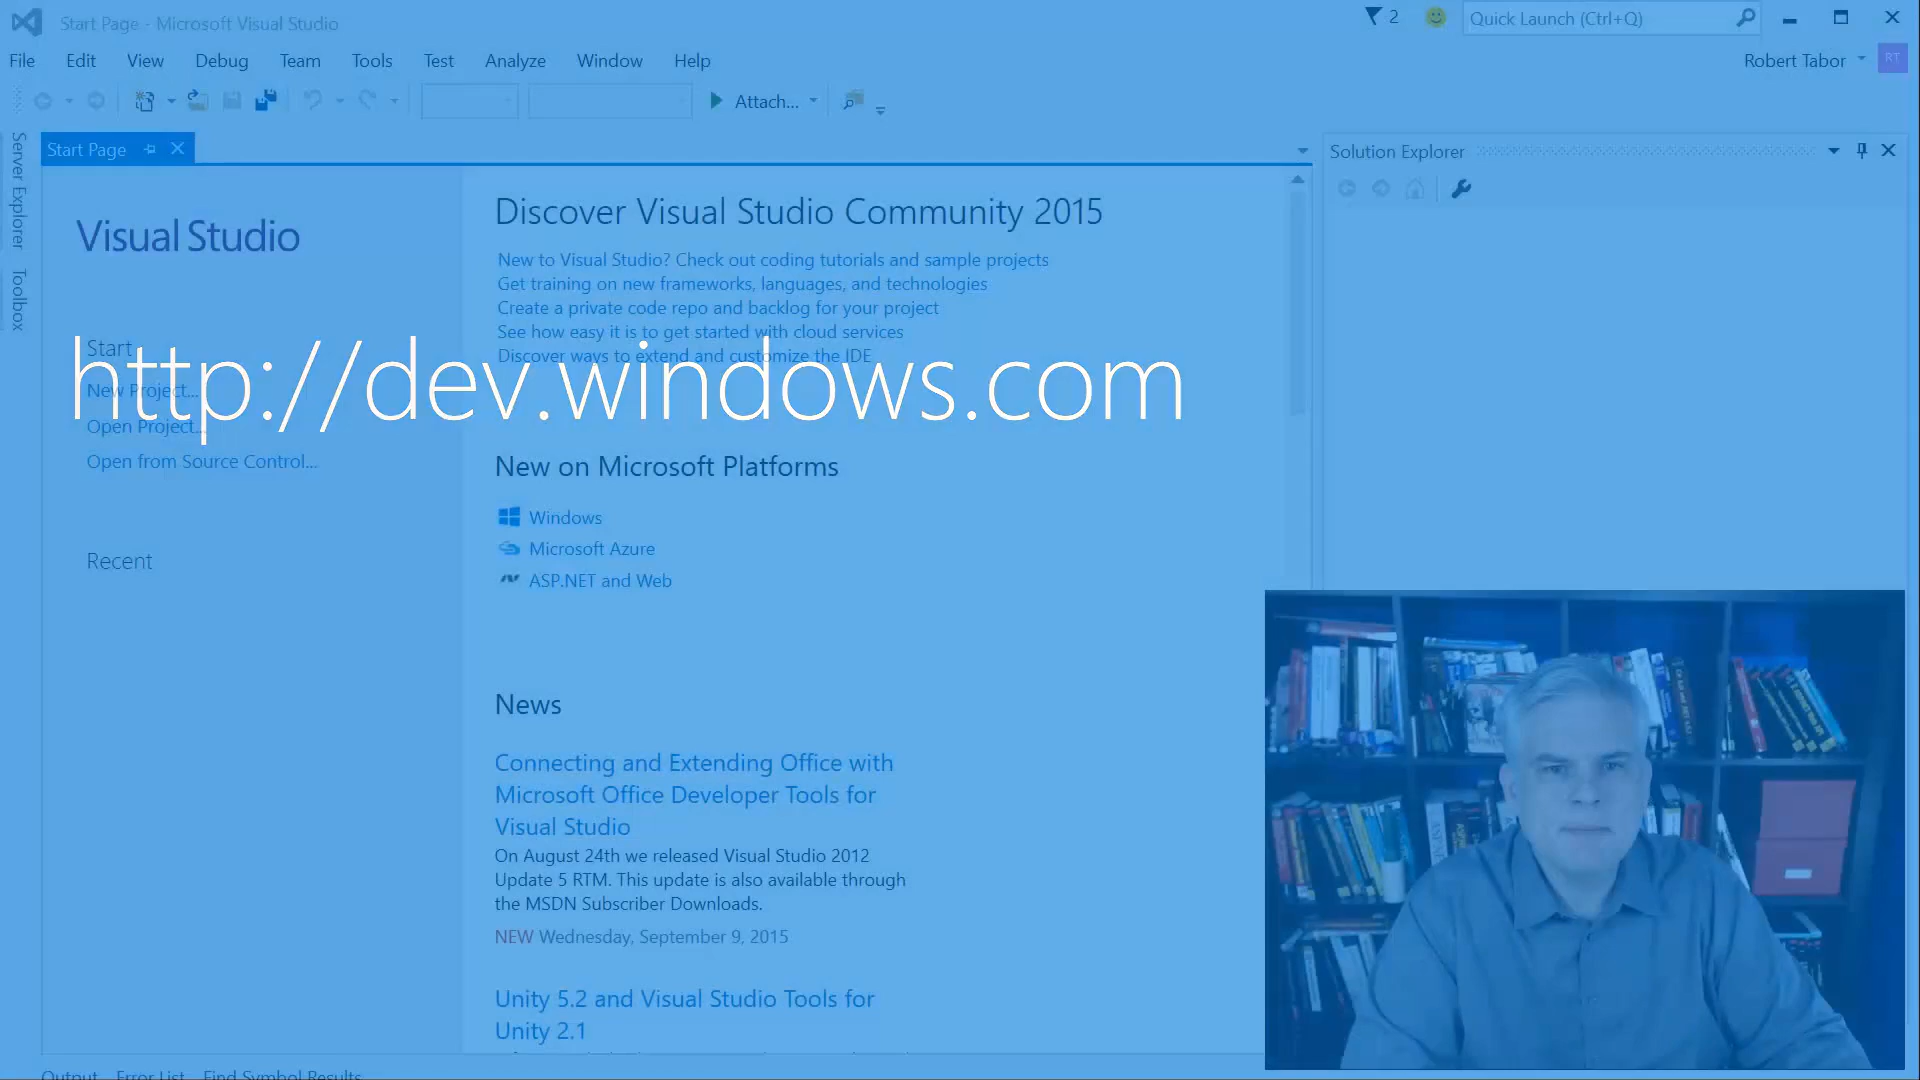 Start Page - Microsoft Visual Studio
2
Quick Launch (Ctrl+Q)
File Edit View Debug Team Tools Test Analyze Window Help
Robert Tabor
RT
Attach...
Server Explorer
Toolbox
Start Page
Solution Explorer
Visual Studio
Discover Visual Studio Community 2015
New to Visual Studio? Check out coding tutorials and sample projects
Get training on new frameworks, languages, and technologies
Create a private code repo and backlog for your project
See how easy it is to get started with cloud services
Discover ways to extend and customize the IDE
Start
New Project...
Open Project...
Open from Source Control...
http://dev.windows.com
Recent
New on Microsoft Platforms
Windows
Microsoft Azure
ASP.NET and Web
News
Connecting and Extending Office with
Microsoft Office Developer Tools for
Visual Studio
On August 24th we released Visual Studio 2012
Update 5 RTM. This update is also available through
the MSDN Subscriber Downloads.
NEW Wednesday, September 9, 2015
Unity 5.2 and Visual Studio Tools for
Unity 2.1
Output Error List Find Symbol Results